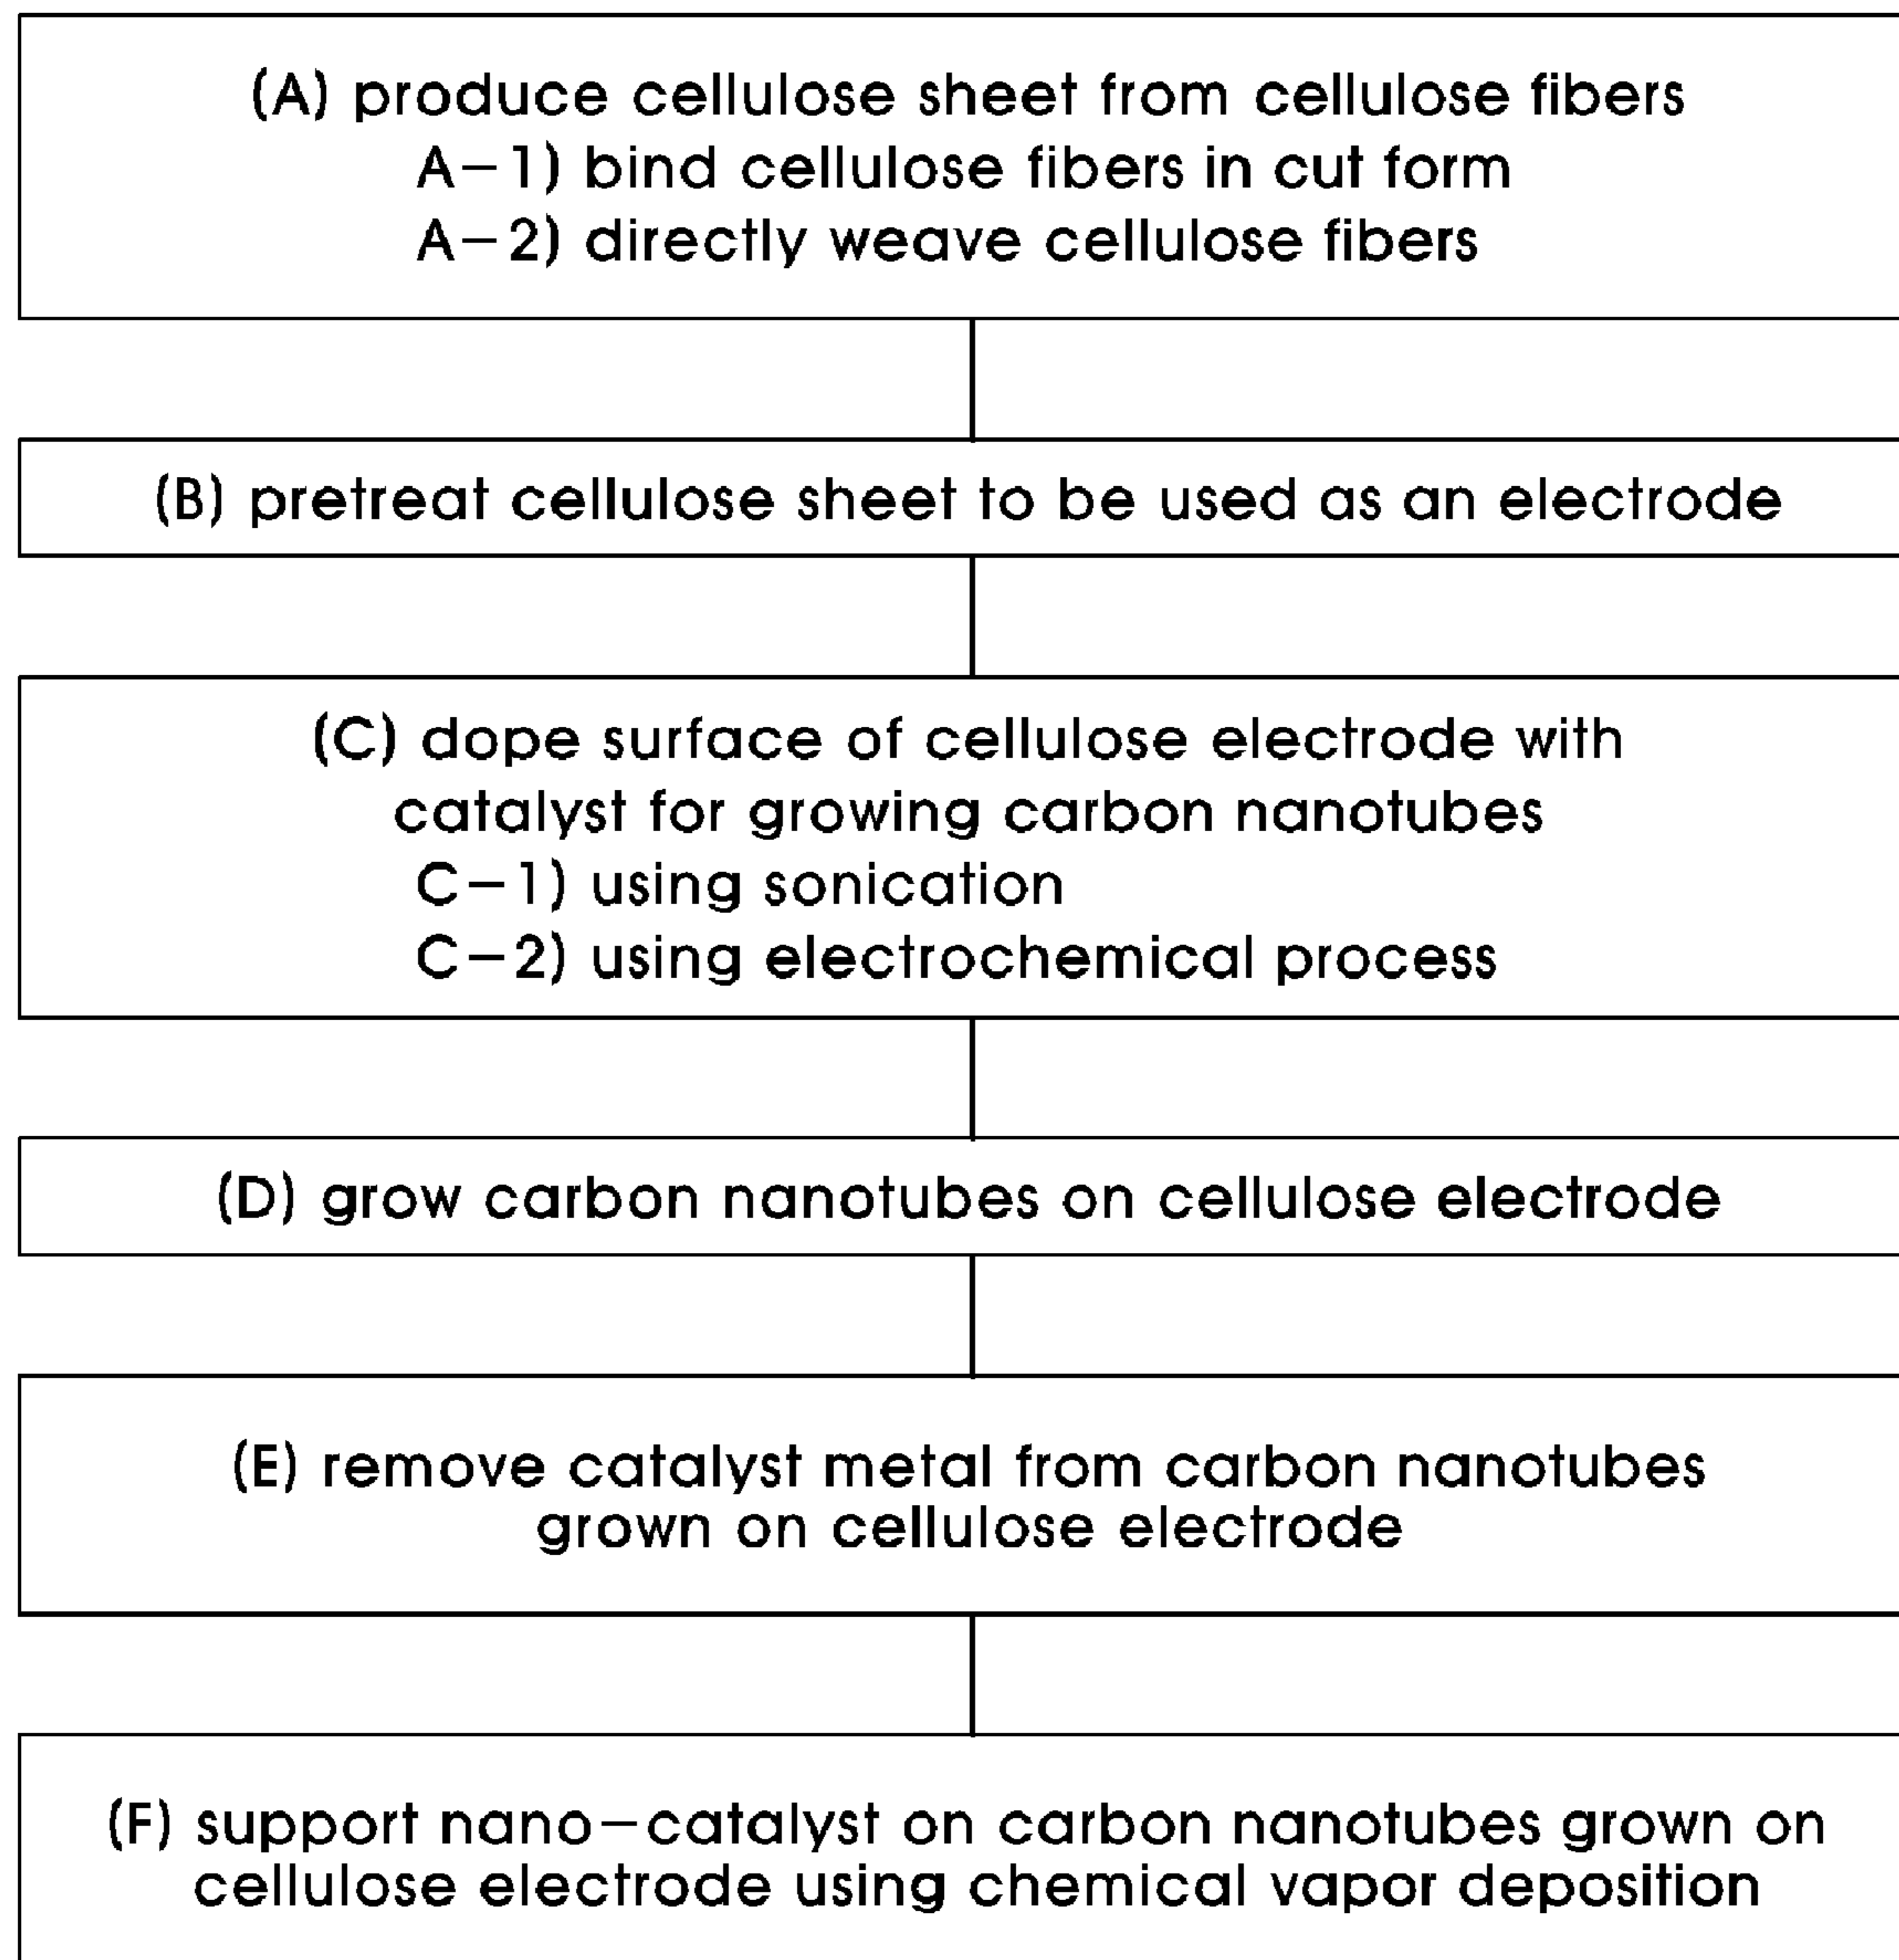 (A) produce cellulose sheet from cellulose fibers
A−1) bind cellulose fibers in cut form
A−2) directly weave cellulose fibers
(B) pretreat cellulose sheet to be used as an electrode
(C) dope surface of cellulose electrode with
catalyst for growing carbon nanotubes
C−1) using sonication
C−2) using electrochemical process
(D) grow carbon nanotubes on cellulose electrode
(E) remove catalyst metal from carbon nanotubes
grown on cellulose electrode
(F) support nano−catalyst on carbon nanotubes grown on
cellulose electrode using chemical vapor deposition